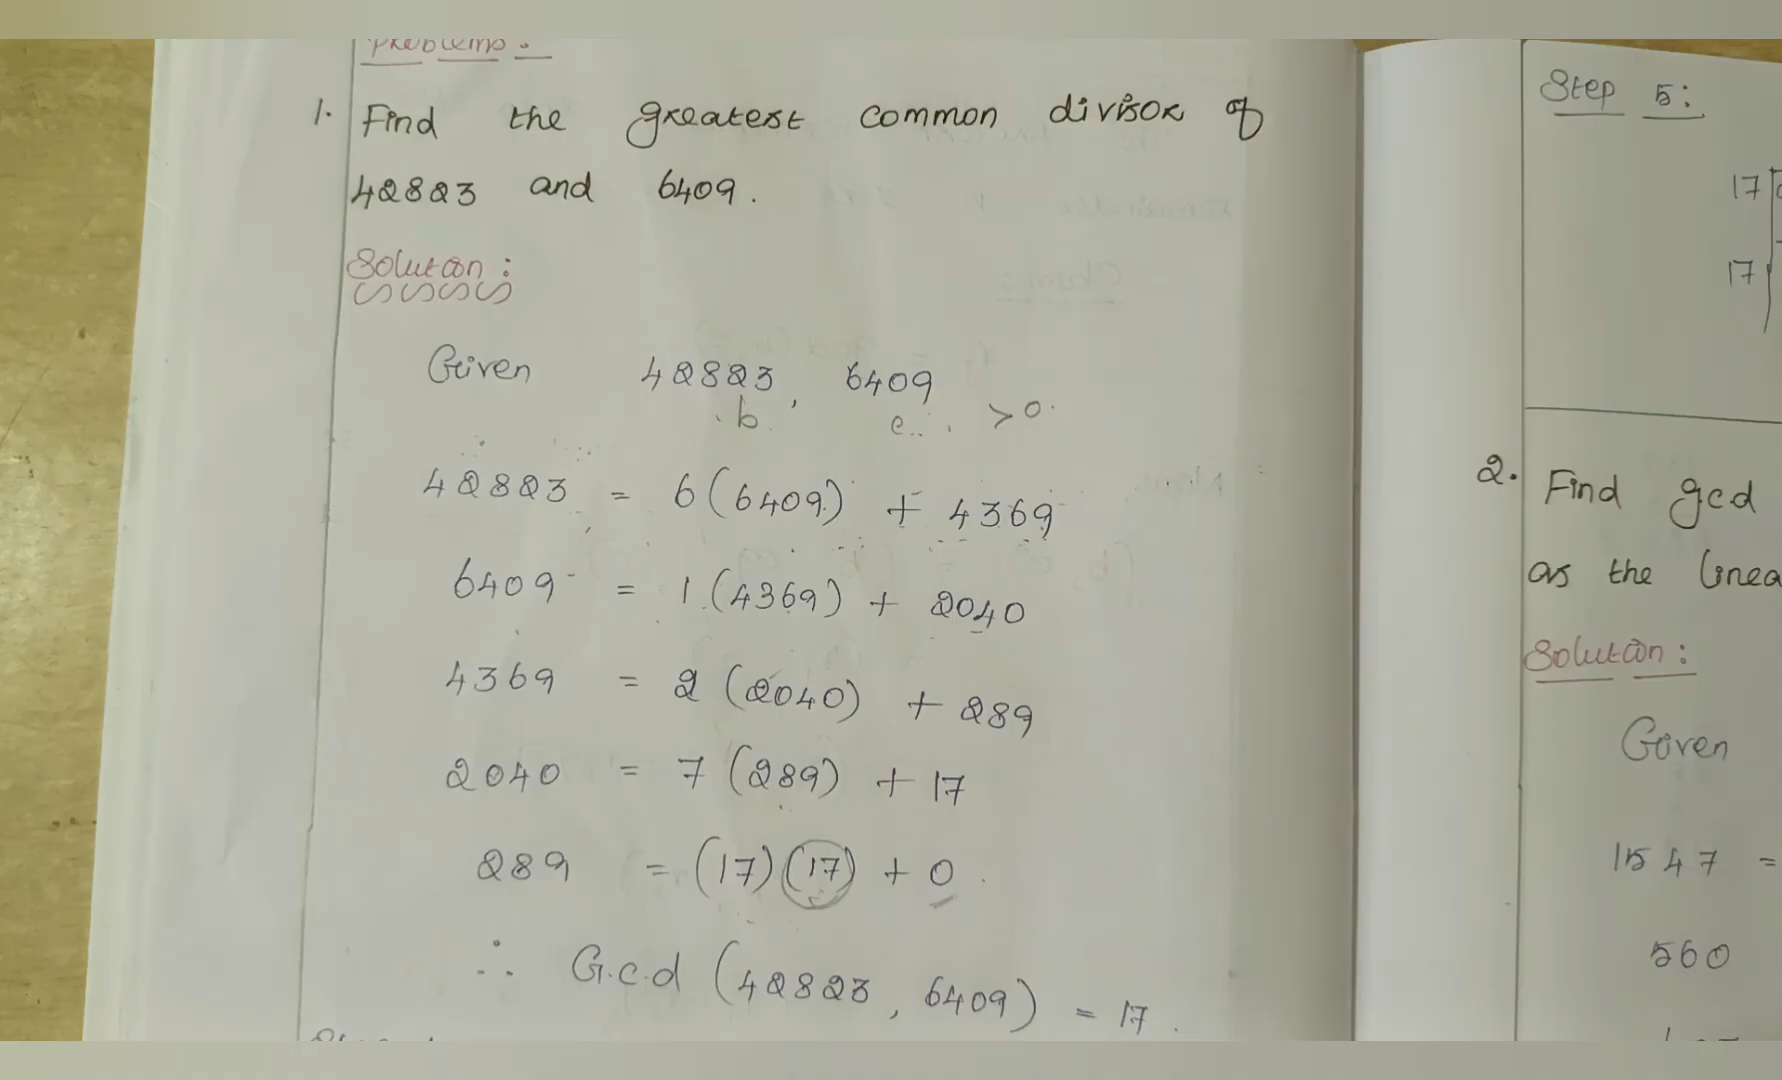 Problems:
1. Find the greatest common divisor of
42823 and 6409.
Solution:
Given 42823, 6409
b c > 0.
42823 = 6(6409) + 4369
6409 = 1.(4369) + 2040
4369 = 2(2040) + 289
2040 = 7(289) + 17
289 = (17)(17) + 0.
∴ G.c.d (42823, 6409) = 17.
Step 5:
17
17
2. Find gcd
as the linea
Solution:
Given
1547 =
560